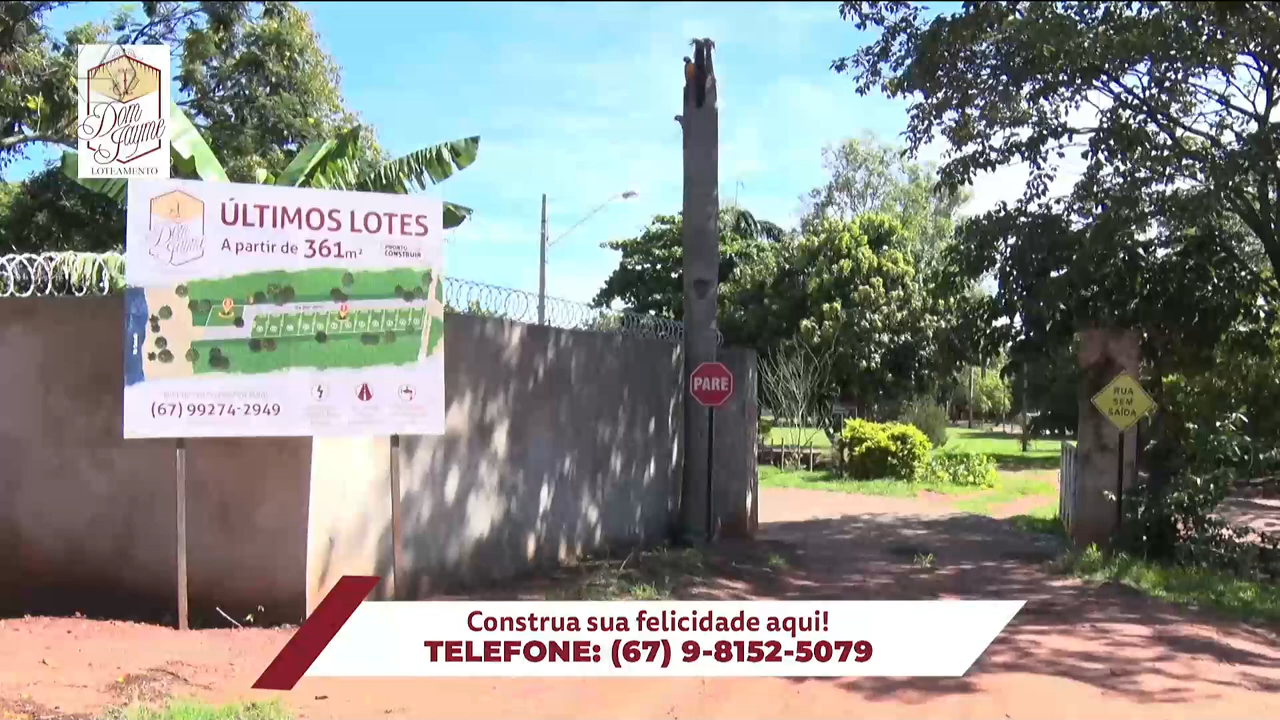 Dom
Jayme
LOTEAMENTO
Dom
Jayme
ÚLTIMOS LOTES
A partir de 361m²
PRONTO
CONSTRUIR
(67) 99274-2949
PARE
RUA
SEM
SAÍDA
Construa sua felicidade aqui!
TELEFONE: (67) 9-8152-5079